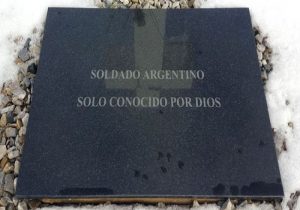 SOLDADO ARGENTINO
SOLO CONOCIDO POR DIOS